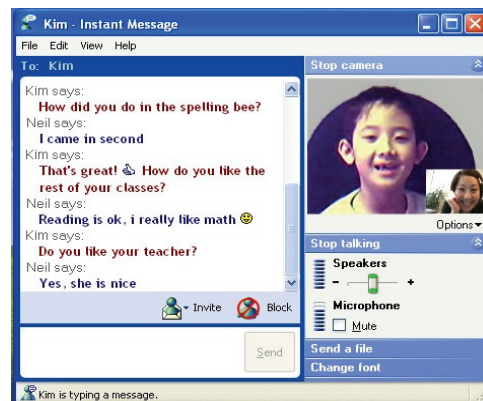 Kim - Instant Message
File Edit View Help
To: Kim
Kim says:
How did you do in the spelling bee?
Neil says:
I came in second
Kim says:
That's great! How do you like the
rest of your classes?
Neil says:
Reading is ok, i really like math
Kim says:
Do you like your teacher?
Neil says:
Yes, she is nice
Invite Block
Send
Kim is typing a message.
Stop camera
Options
Stop talking
Speakers
- +
Microphone
Mute
Send a file
Change font